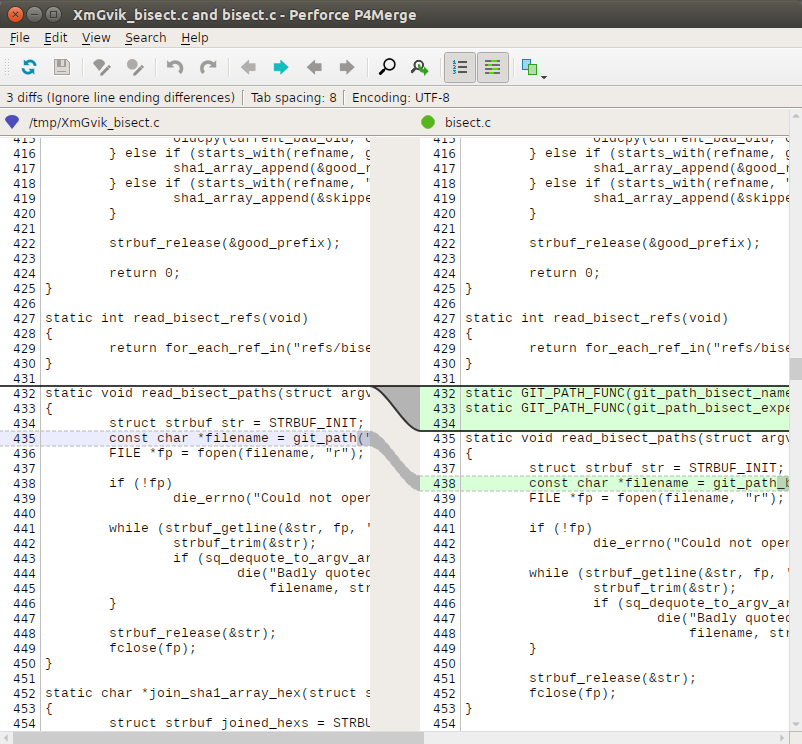 XmGvik_bisect.c and bisect.c - Perforce P4Merge
File Edit View Search Help
3 diffs (Ignore line ending differences) Tab spacing: 8 Encoding: UTF-8
/tmp/XmGvik_bisect.c
415
416 } else if (starts_with(refname, g
417 sha1_array_append(&good_r
418 } else if (starts_with(refname, "
419 sha1_array_append(&skippe
420 }
421
422 strbuf_release(&good_prefix);
423
424 return 0;
425 }
426
427 static int read_bisect_refs(void)
428 {
429 return for_each_ref_in("refs/bise
430 }
431
432 static void read_bisect_paths(struct argv
433 {
434 struct strbuf str = STRBUF_INIT;
435 const char *filename = git_path("
436 FILE *fp = fopen(filename, "r");
437
438 if (!fp)
439 die_errno("Could not open
440
441 while (strbuf_getline(&str, fp, '
442 strbuf_trim(&str);
443 if (sq_dequote_to_argv_ar
444 die("Badly quoted
445 filename, str
446 }
447
448 strbuf_release(&str);
449 fclose(fp);
450 }
451
452 static char *join_sha1_array_hex(struct s
453 {
454 struct strbuf joined_hexs = STRBU
bisect.c
415
416 } else if (starts_with(refname, g
417 sha1_array_append(&good_r
418 } else if (starts_with(refname, "
419 sha1_array_append(&skippe
420 }
421
422 strbuf_release(&good_prefix);
423
424 return 0;
425 }
426
427 static int read_bisect_refs(void)
428 {
429 return for_each_ref_in("refs/bise
430 }
431
432 static GIT_PATH_FUNC(git_path_bisect_name
433 static GIT_PATH_FUNC(git_path_bisect_expe
434
435 static void read_bisect_paths(struct argv
436 {
437 struct strbuf str = STRBUF_INIT;
438 const char *filename = git_path_b
439 FILE *fp = fopen(filename, "r");
440
441 if (!fp)
442 die_errno("Could not open
443
444 while (strbuf_getline(&str, fp, '
445 strbuf_trim(&str);
446 if (sq_dequote_to_argv_ar
447 die("Badly quoted
448 filename, str
449 }
450
451 strbuf_release(&str);
452 fclose(fp);
453 }
454